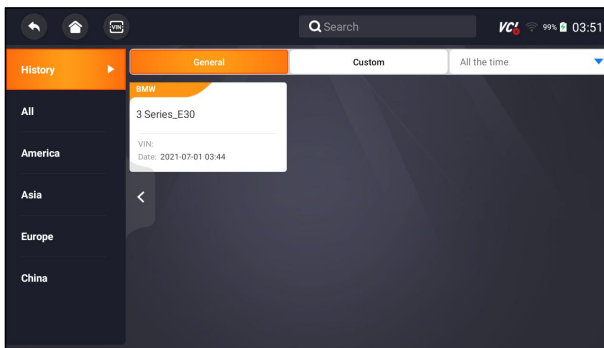 VIN
Search
VCI
99%
03:51
History
General
Custom
All the time
BMW
3 Series_E30
VIN:
Date: 2021-07-01 03:44
All
America
Asia
Europe
China